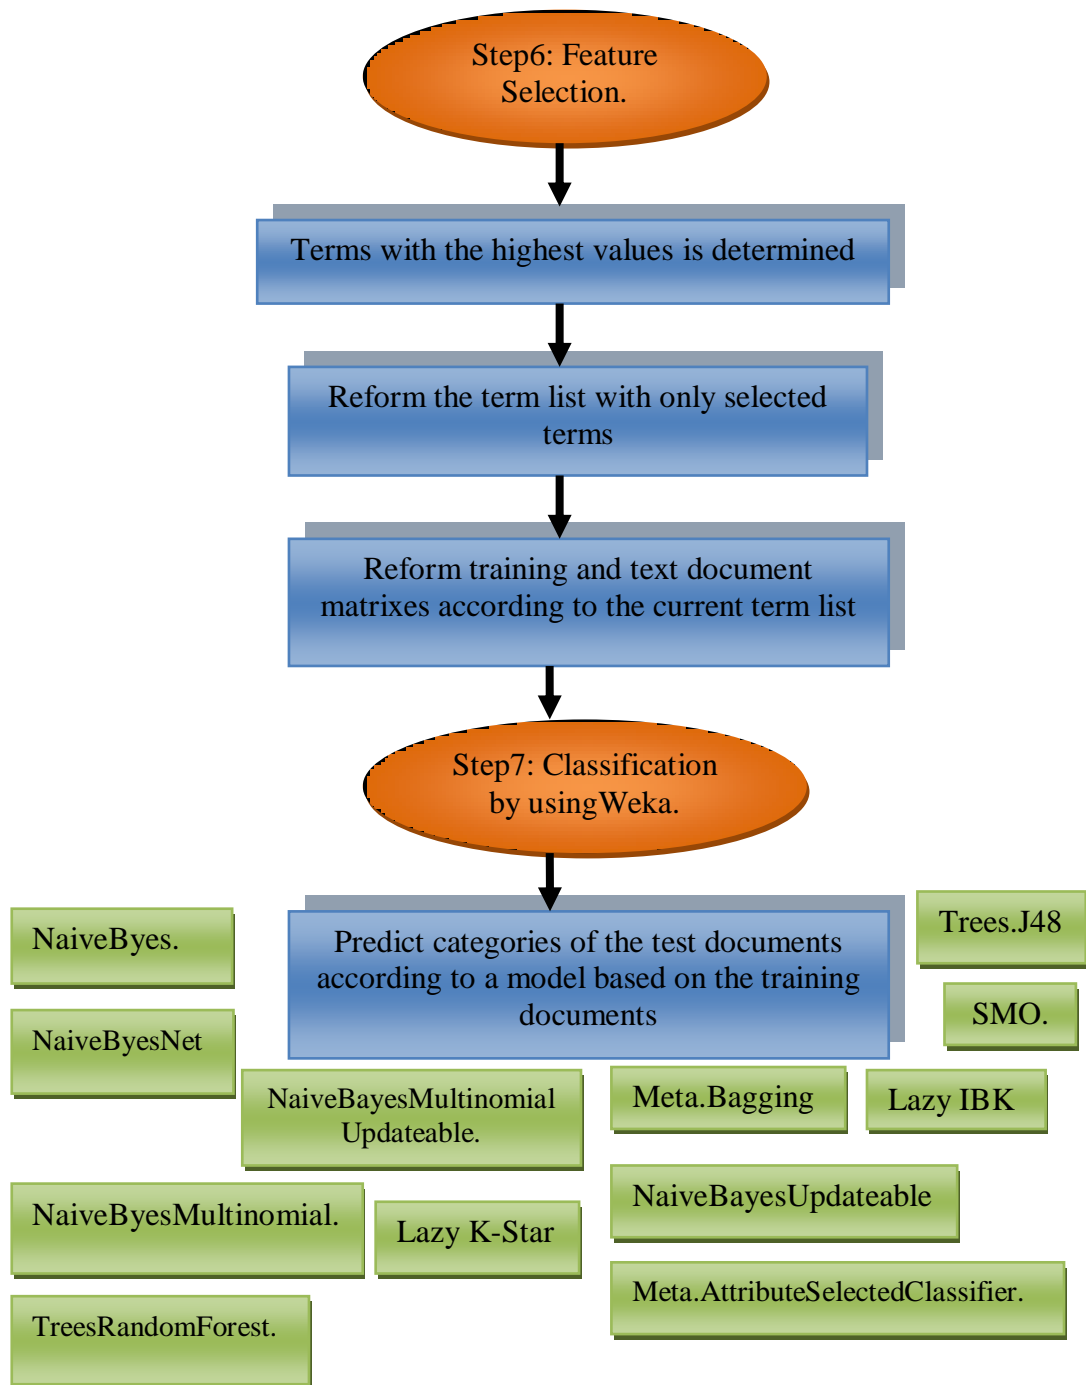 Step6: Feature
Selection.
Terms with the highest values is determined
Reform the term list with only selected
terms
Reform training and text document
matrixes according to the current term list
Step7: Classification
by usingWeka.
Predict categories of the test documents
according to a model based on the training
documents
NaiveByes.
Trees.J48
NaiveByesNet
SMO.
NaiveBayesMultinomial
Updateable.
Meta.Bagging
Lazy IBK
NaiveByesMultinomial.
Lazy K-Star
NaiveBayesUpdateable
TreesRandomForest.
Meta.AttributeSelectedClassifier.